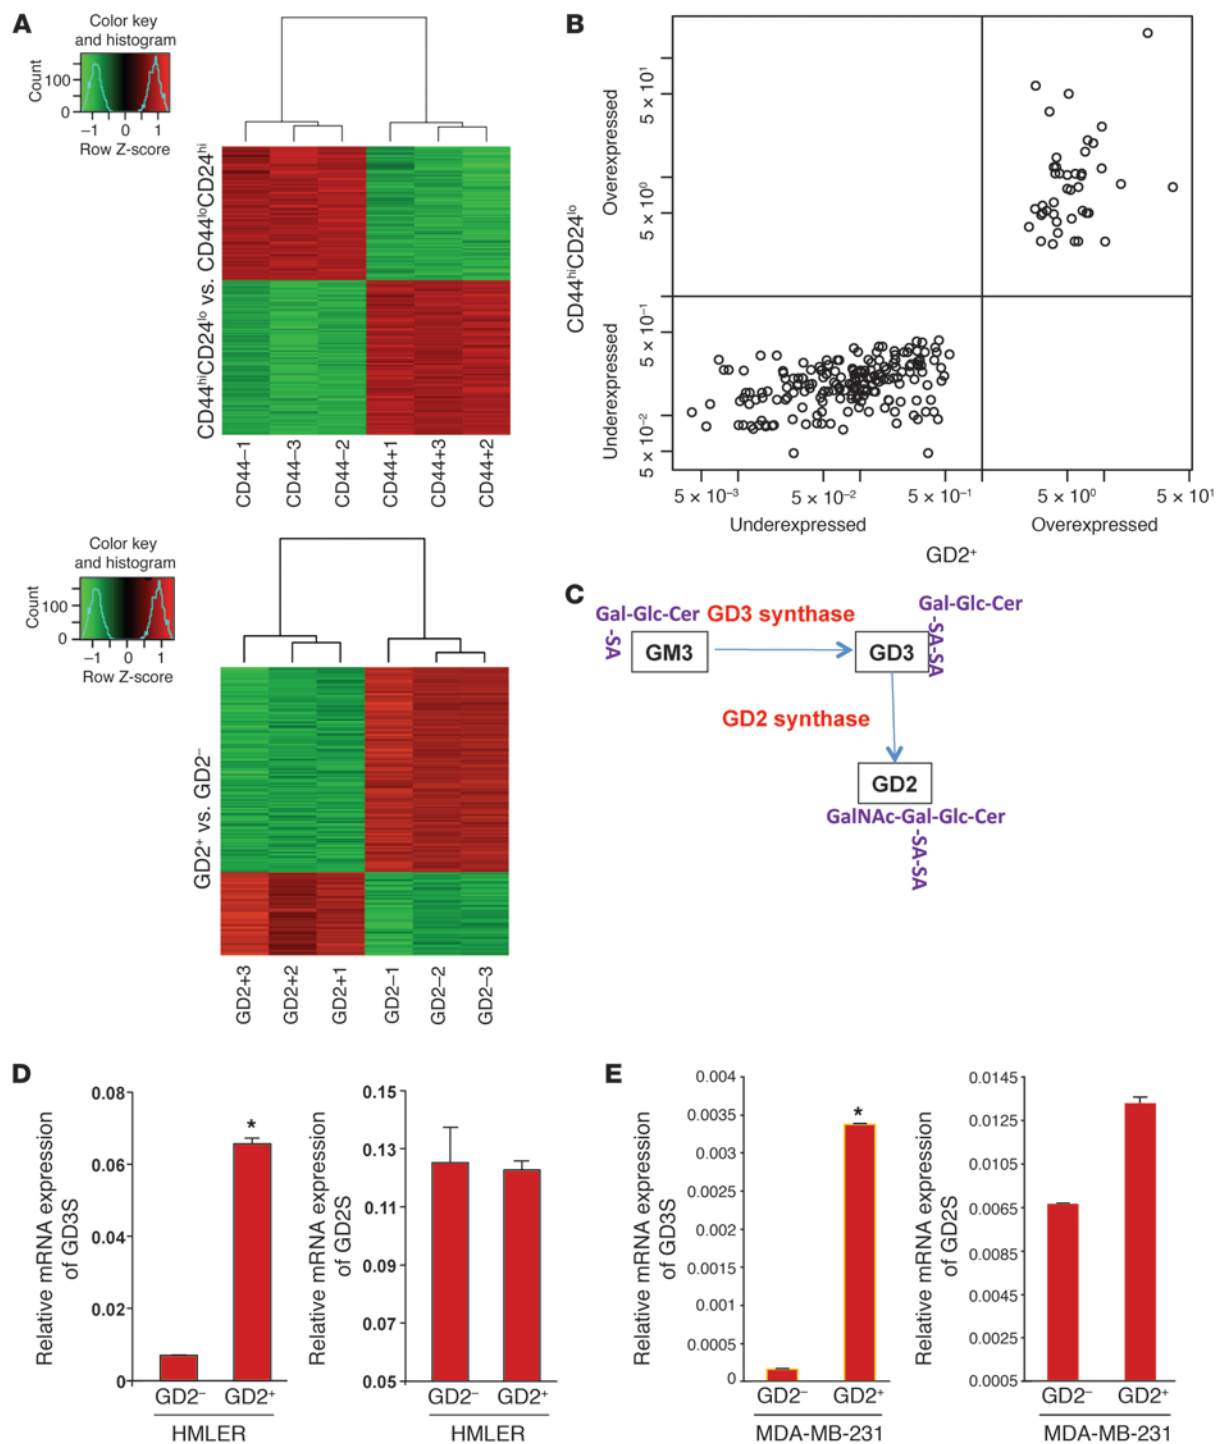 A
Color key
and histogram
Count
100
0
−1 0 1
Row Z-score
CD44hiCD24lo vs. CD44loCD24hi
CD44−1
CD44−3
CD44−2
CD44+1
CD44+3
CD44+2
Color key
and histogram
Count
100
0
−1 0 1
Row Z-score
GD2+ vs. GD2−
GD2+3
GD2+2
GD2+1
GD2−1
GD2−2
GD2−3
B
CD44hiCD24lo
Overexpressed
Underexpressed
5 × 10¹
5 × 10⁰
5 × 10⁻¹
5 × 10⁻²
5 × 10⁻³ 5 × 10⁻² 5 × 10⁻¹ 5 × 10⁰ 5 × 10¹
Underexpressed Overexpressed
GD2+
C
Gal-Glc-Cer
-SA
GM3
GD3 synthase
Gal-Glc-Cer
-SA-SA
GD3
GD2 synthase
GD2
GalNAc-Gal-Glc-Cer
-SA-SA
D
Relative mRNA expression
of GD3S
0.08
0.06
0.04
0.02
0
*
GD2− GD2+
HMLER
Relative mRNA expression
of GD2S
0.15
0.13
0.11
0.09
0.07
0.05
GD2− GD2+
HMLER
E
Relative mRNA expression
of GD3S
0.004
0.0035
0.003
0.0025
0.002
0.0015
0.001
0.0005
0
*
GD2− GD2+
MDA-MB-231
Relative mRNA expression
of GD2S
0.0145
0.0125
0.0105
0.0065
0.0085
0.0045
0.0025
0.0005
GD2− GD2+
MDA-MB-231